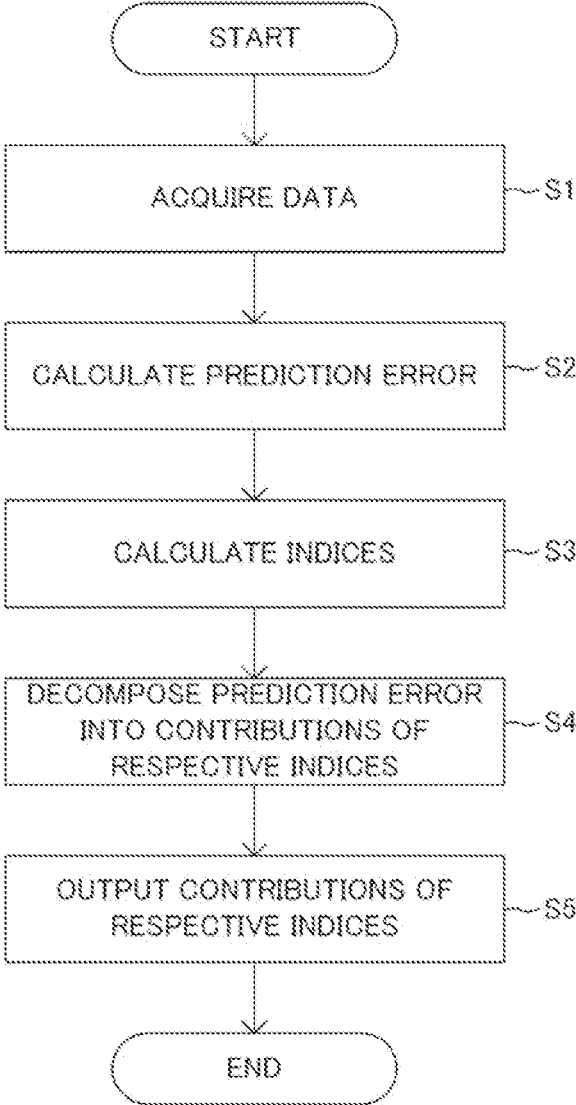 START
ACQUIRE DATA
S1
CALCULATE PREDICTION ERROR
S2
CALCULATE INDICES
S3
DECOMPOSE PREDICTION ERROR
INTO CONTRIBUTIONS OF
RESPECTIVE INDICES
S4
OUTPUT CONTRIBUTIONS OF
RESPECTIVE INDICES
S5
END